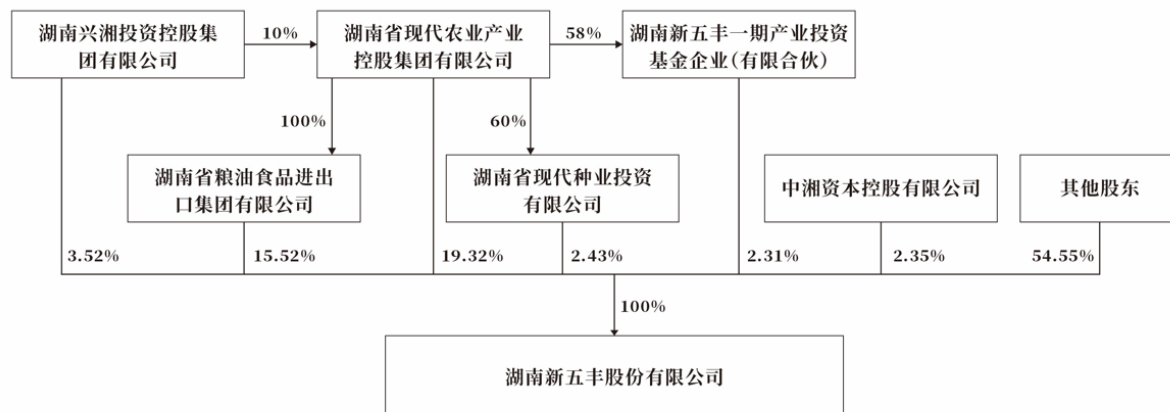 湖南兴湘投资控股集
团有限公司
10%
湖南省现代农业产业
控股集团有限公司
58%
湖南新五丰一期产业投资
基金企业(有限合伙)
100%
60%
湖南省粮油食品进出
口集团有限公司
湖南省现代种业投资
有限公司
中湘资本控股有限公司
其他股东
3.52%
15.52%
19.32%
2.43%
2.31%
2.35%
54.55%
100%
湖南新五丰股份有限公司